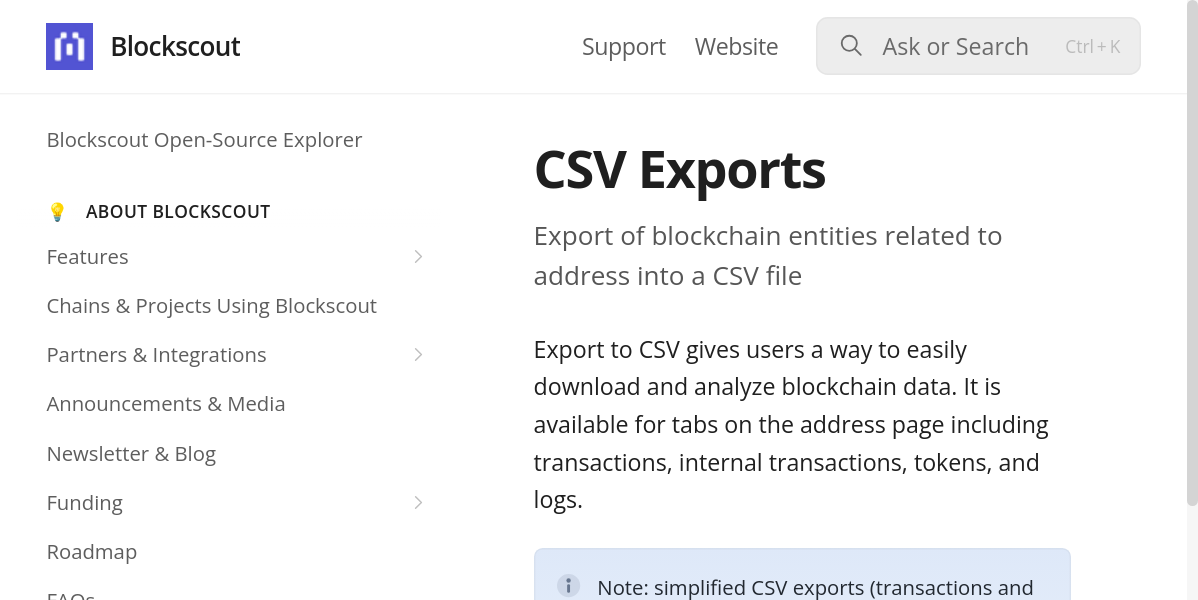 Blockscout
Support
Website
Ask or Search
Ctrl + K
Blockscout Open-Source Explorer
ABOUT BLOCKSCOUT
Features
Chains & Projects Using Blockscout
Partners & Integrations
Announcements & Media
Newsletter & Blog
Funding
Roadmap
FAQs
CSV Exports
Export of blockchain entities related to
address into a CSV file
Export to CSV gives users a way to easily
download and analyze blockchain data. It is
available for tabs on the address page including
transactions, internal transactions, tokens, and
logs.
Note: simplified CSV exports (transactions and